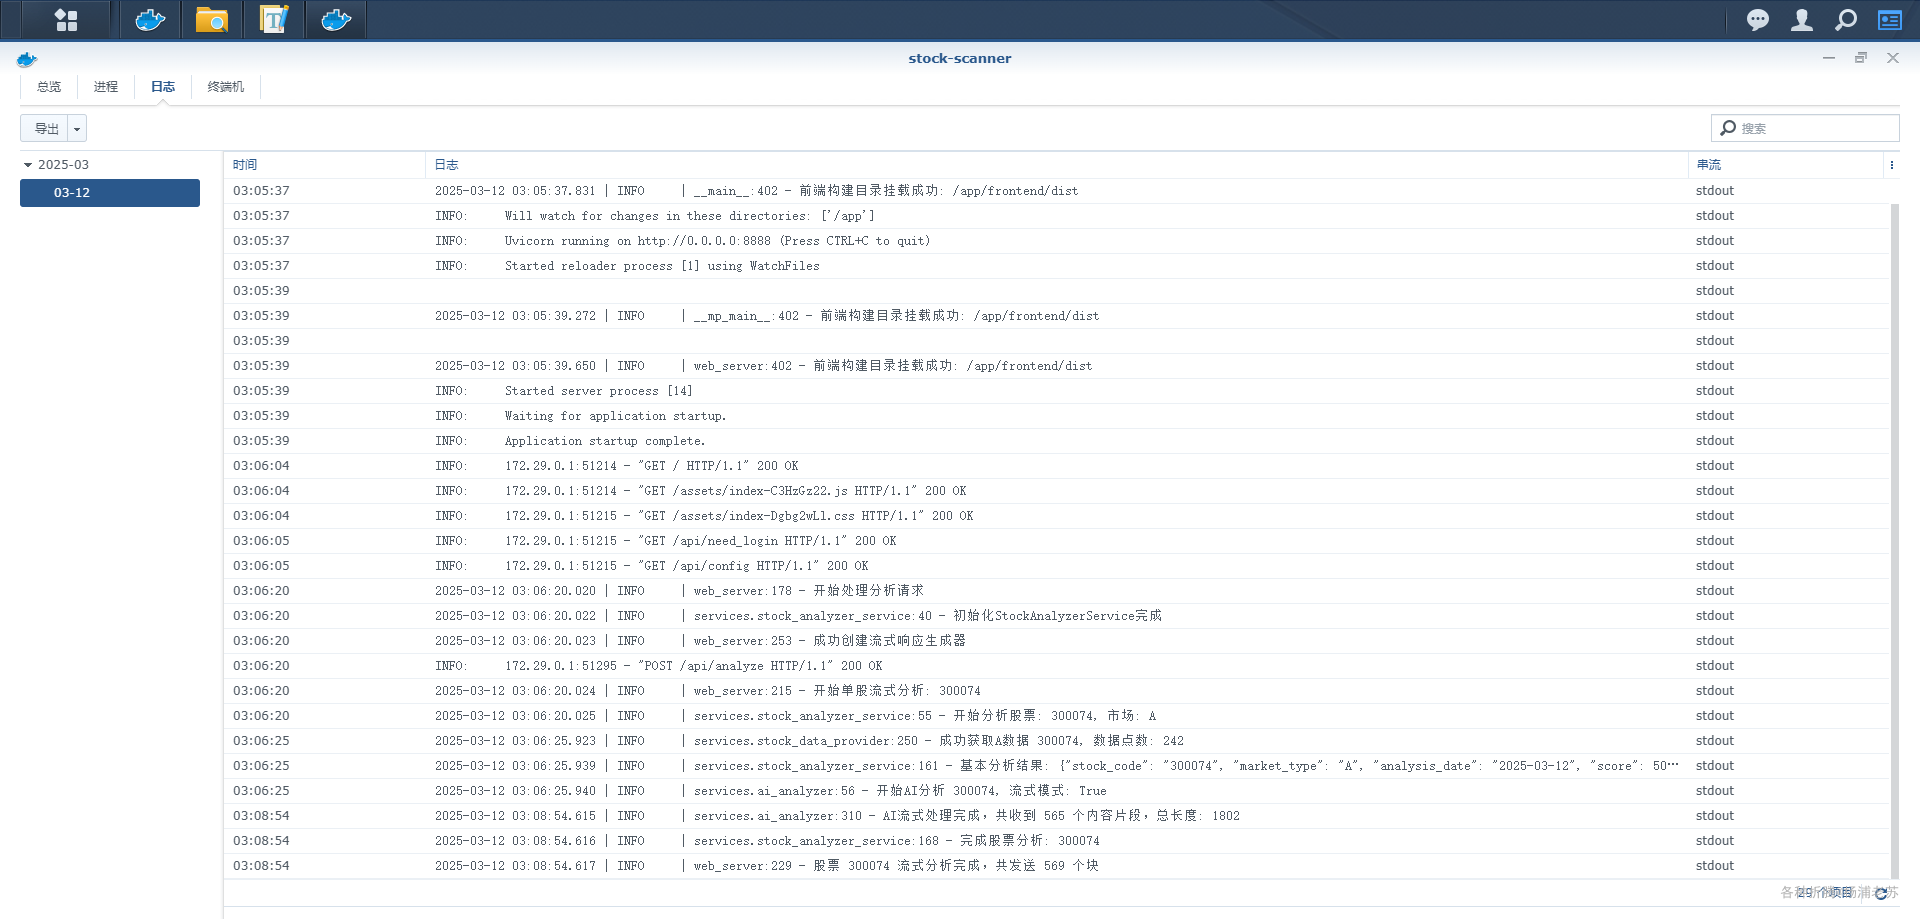 stock-scanner
总览 进程 日志 终端机
导出 搜索
2025-03
03-12
时间 日志 串流
03:05:37 2025-03-12 03:05:37.831 | INFO | __main__:402 - 前端构建目录挂载成功: /app/frontend/dist stdout
03:05:37 INFO: Will watch for changes in these directories: ['/app'] stdout
03:05:37 INFO: Uvicorn running on http://0.0.0.0:8888 (Press CTRL+C to quit) stdout
03:05:37 INFO: Started reloader process [1] using WatchFiles stdout
03:05:39 stdout
03:05:39 2025-03-12 03:05:39.272 | INFO | __mp_main__:402 - 前端构建目录挂载成功: /app/frontend/dist stdout
03:05:39 stdout
03:05:39 2025-03-12 03:05:39.650 | INFO | web_server:402 - 前端构建目录挂载成功: /app/frontend/dist stdout
03:05:39 INFO: Started server process [14] stdout
03:05:39 INFO: Waiting for application startup. stdout
03:05:39 INFO: Application startup complete. stdout
03:06:04 INFO: 172.29.0.1:51214 - "GET / HTTP/1.1" 200 OK stdout
03:06:04 INFO: 172.29.0.1:51214 - "GET /assets/index-C3HzGz22.js HTTP/1.1" 200 OK stdout
03:06:04 INFO: 172.29.0.1:51215 - "GET /assets/index-Dgbg2wLl.css HTTP/1.1" 200 OK stdout
03:06:05 INFO: 172.29.0.1:51215 - "GET /api/need_login HTTP/1.1" 200 OK stdout
03:06:05 INFO: 172.29.0.1:51215 - "GET /api/config HTTP/1.1" 200 OK stdout
03:06:20 2025-03-12 03:06:20.020 | INFO | web_server:178 - 开始处理分析请求 stdout
03:06:20 2025-03-12 03:06:20.022 | INFO | services.stock_analyzer_service:40 - 初始化StockAnalyzerService完成 stdout
03:06:20 2025-03-12 03:06:20.023 | INFO | web_server:253 - 成功创建流式响应生成器 stdout
03:06:20 INFO: 172.29.0.1:51295 - "POST /api/analyze HTTP/1.1" 200 OK stdout
03:06:20 2025-03-12 03:06:20.024 | INFO | web_server:215 - 开始单股流式分析: 300074 stdout
03:06:20 2025-03-12 03:06:20.025 | INFO | services.stock_analyzer_service:55 - 开始分析股票: 300074, 市场: A stdout
03:06:25 2025-03-12 03:06:25.923 | INFO | services.stock_data_provider:250 - 成功获取A数据 300074, 数据点数: 242 stdout
03:06:25 2025-03-12 03:06:25.939 | INFO | services.stock_analyzer_service:161 - 基本分析结果: {"stock_code": "300074", "market_type": "A", "analysis_date": "2025-03-12", "score": 50… stdout
03:06:25 2025-03-12 03:06:25.940 | INFO | services.ai_analyzer:56 - 开始AI分析 300074, 流式模式: True stdout
03:08:54 2025-03-12 03:08:54.615 | INFO | services.ai_analyzer:310 - AI流式处理完成，共收到 565 个内容片段，总长度: 1802 stdout
03:08:54 2025-03-12 03:08:54.616 | INFO | services.stock_analyzer_service:168 - 完成股票分析: 300074 stdout
03:08:54 2025-03-12 03:08:54.617 | INFO | web_server:229 - 股票 300074 流式分析完成，共发送 569 个块 stdout
29 个项目